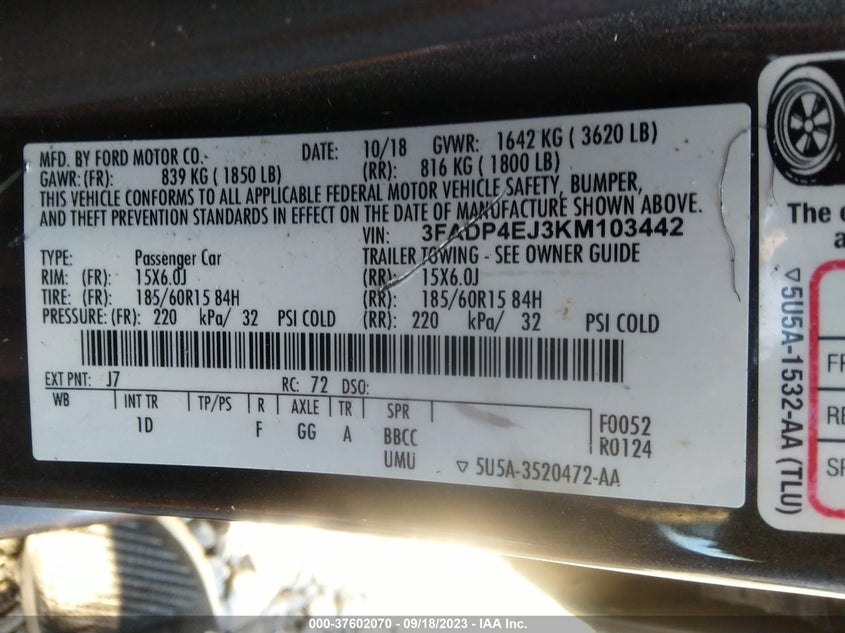 MFD. BY FORD MOTOR CO. DATE: 10/18 GVWR: 1642 KG ( 3620 LB)
GAWR: (FR): 839 KG ( 1850 LB) (RR): 816 KG ( 1800 LB)
THIS VEHICLE CONFORMS TO ALL APPLICABLE FEDERAL MOTOR VEHICLE SAFETY, BUMPER,
AND THEFT PREVENTION STANDARDS IN EFFECT ON THE DATE OF MANUFACTURE SHOWN ABOVE.
VIN: 3FADP4EJ3KM103442
TYPE: Passenger Car TRAILER TOWING - SEE OWNER GUIDE
RIM: (FR): 15X6.0J (RR): 15X6.0J
TIRE: (FR): 185/60R15 84H (RR): 185/60R15 84H
PRESSURE: (FR): 220 kPa/ 32 PSI COLD (RR): 220 kPa/ 32 PSI COLD
EXT PNT: J7 RC: 72 DSO:
WB INT TR TP/PS R AXLE TR SPR
1D F GG A BBCC F0052
UMU R0124
▽ 5U5A-3520472-AA
The
a
▽5U5A-1532-AA (TLU)
FR
RE
SP
000-37602070 - 09/18/2023 - IAA Inc.